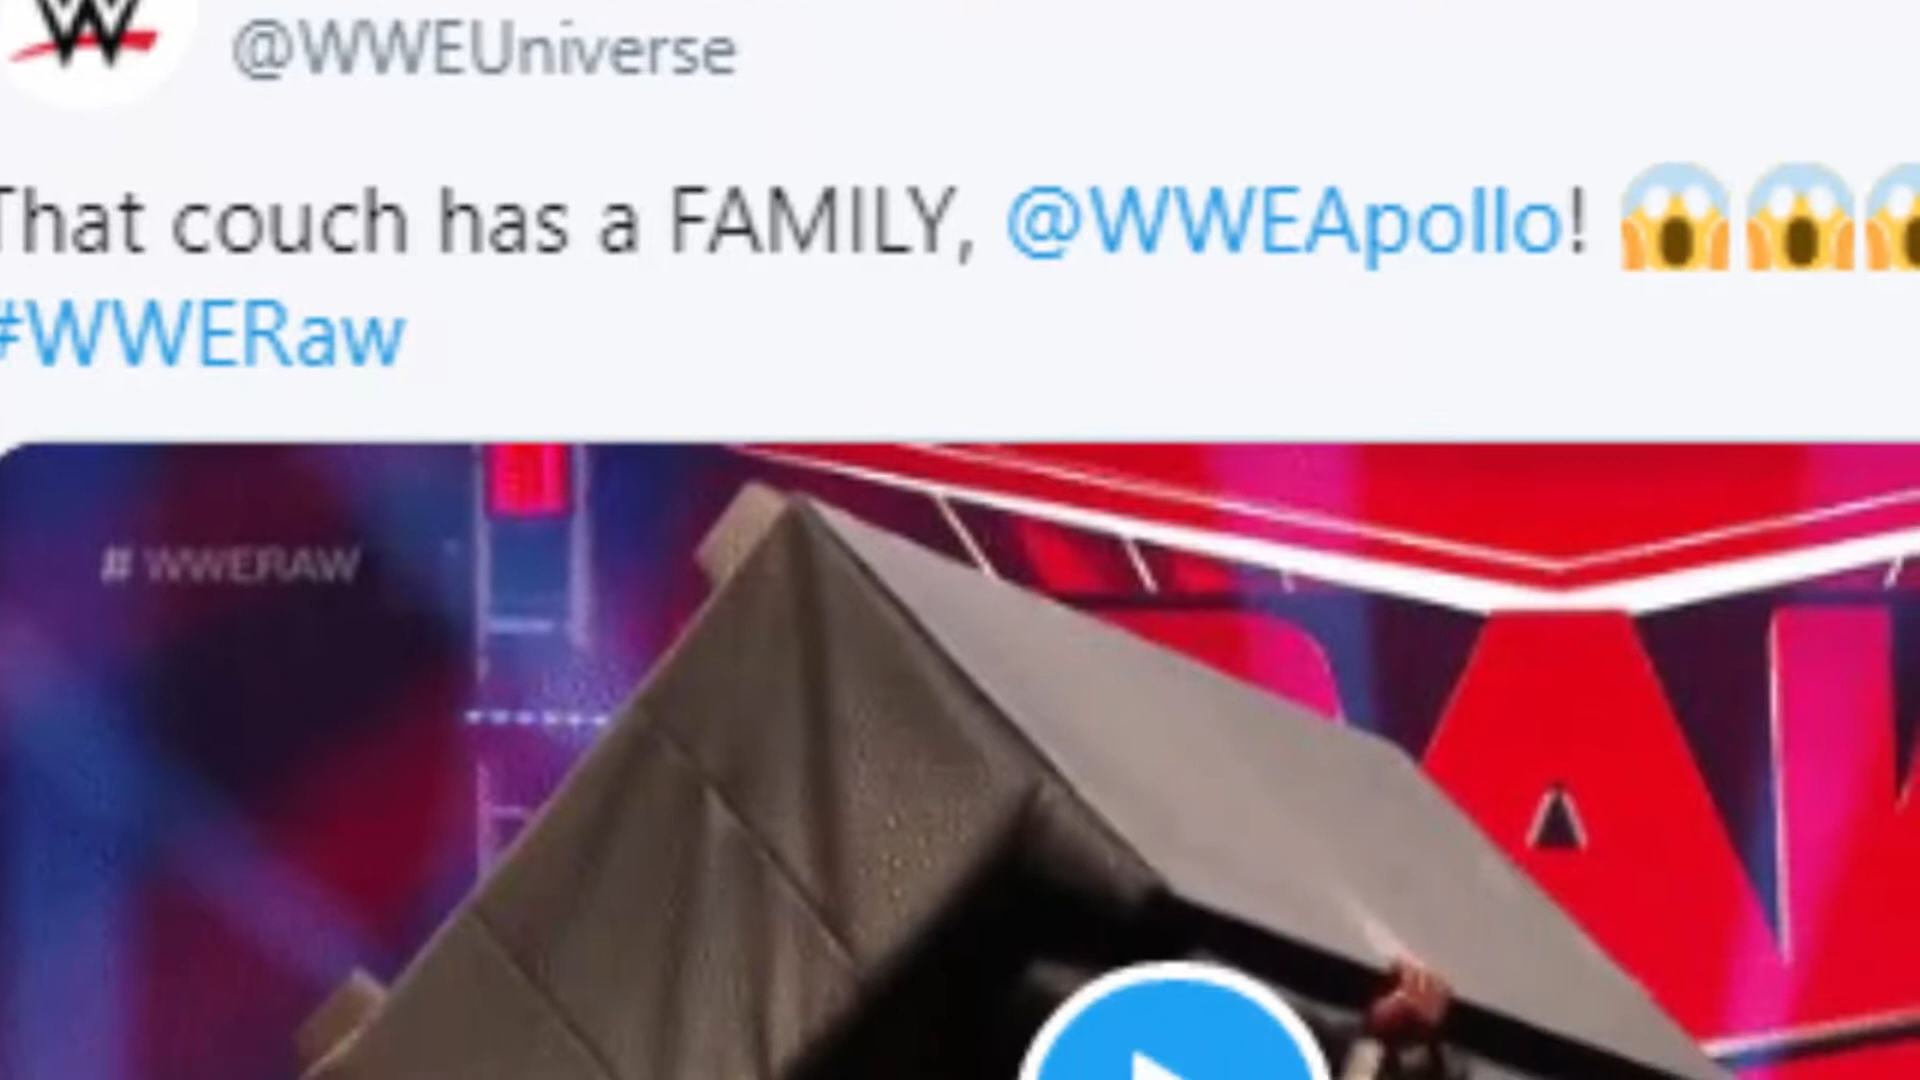 @WWEUniverse
That couch has a FAMILY, @WWEApollo! 😱😱😱
#WWERaw
# WWERAW